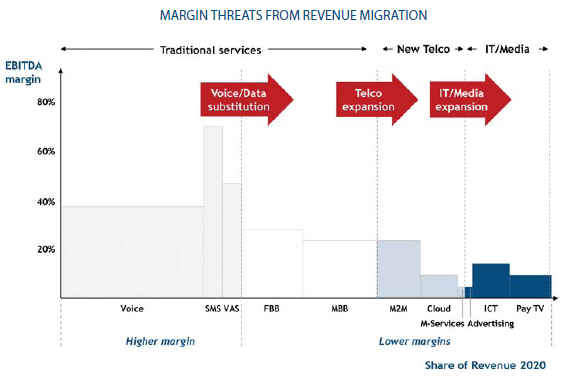 MARGIN THREATS FROM REVENUE MIGRATION
Traditional services
New Telco
IT/Media
EBITDA
margin
Voice/Data
substitution
Telco
expansion
IT/Media
expansion
80%
60%
40%
20%
Voice
SMS VAS
FBB
MBB
M2M
Cloud
ICT
Pay TV
M-Services Advertising
Higher margin
Lower margins
Share of Revenue 2020